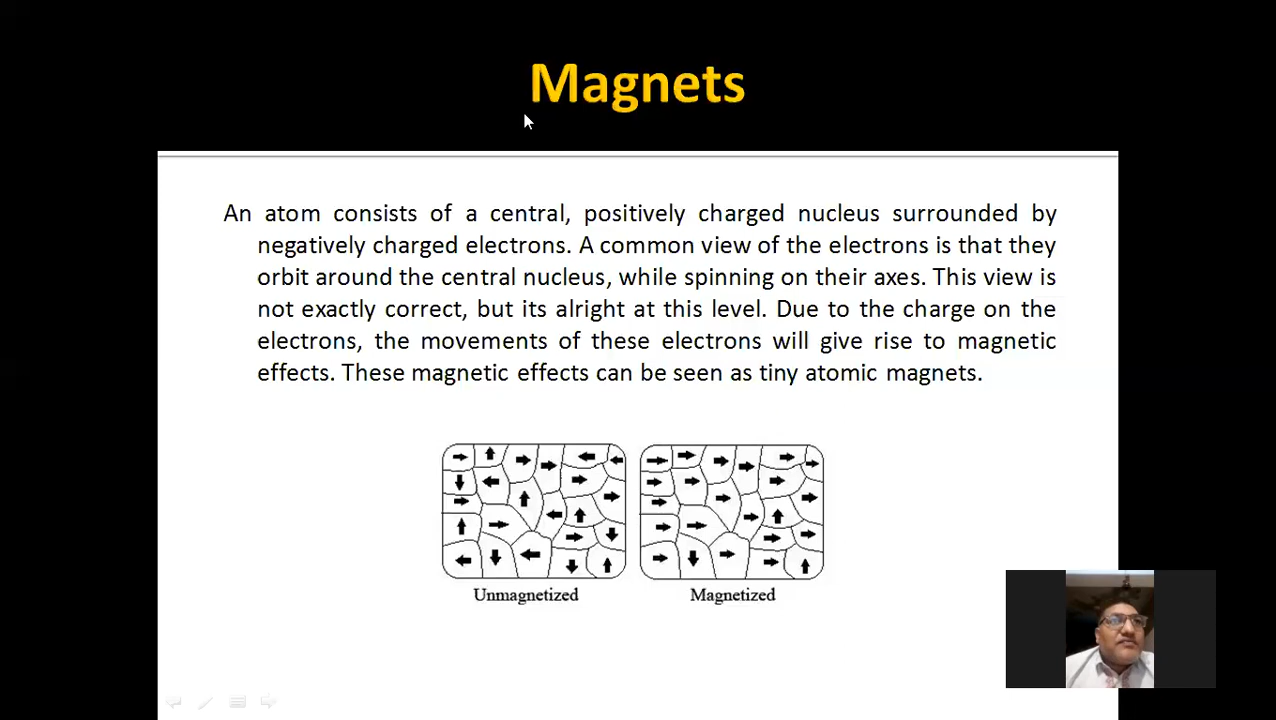 Magnets
An atom consists of a central, positively charged nucleus surrounded by
negatively charged electrons. A common view of the electrons is that they
orbit around the central nucleus, while spinning on their axes. This view is
not exactly correct, but its alright at this level. Due to the charge on the
electrons, the movements of these electrons will give rise to magnetic
effects. These magnetic effects can be seen as tiny atomic magnets.
Unmagnetized
Magnetized